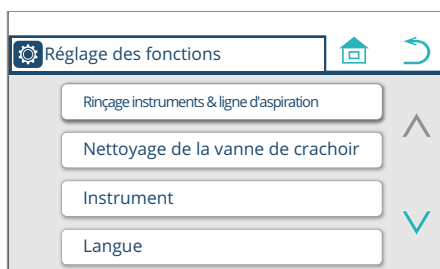 Réglage des fonctions
Rinçage instruments & ligne d'aspiration
Nettoyage de la vanne de crachoir
Instrument
Langue